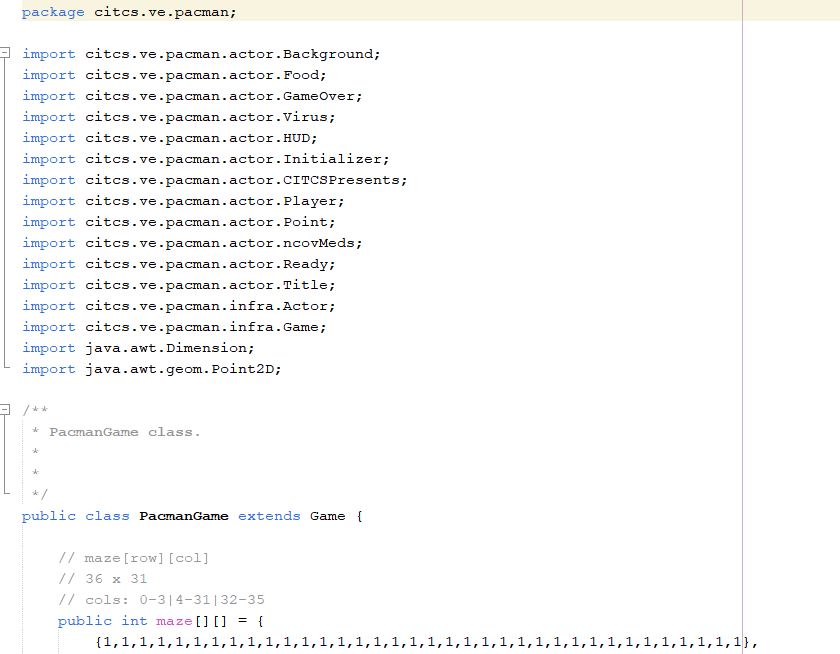 package citcs.ve.pacman;
import citcs.ve.pacman.actor.Background;
import citcs.ve.pacman.actor.Food;
import citcs.ve.pacman.actor.GameOver;
import citcs.ve.pacman.actor.Virus;
import citcs.ve.pacman.actor.HUD;
import citcs.ve.pacman.actor.Initializer;
import citcs.ve.pacman.actor.CITCSPresents;
import citcs.ve.pacman.actor.Player;
import citcs.ve.pacman.actor.Point;
import citcs.ve.pacman.actor.ncovMeds;
import citcs.ve.pacman.actor.Ready;
import citcs.ve.pacman.actor.Title;
import citcs.ve.pacman.infra.Actor;
import citcs.ve.pacman.infra.Game;
import java.awt.Dimension;
import java.awt.geom.Point2D;
/**
* PacmanGame class.
*
*
*/
public class PacmanGame extends Game {
// maze[row][col]
// 36 x 31
// cols: 0-3|4-31|32-35
public int maze[][] = {
{1,1,1,1,1,1,1,1,1,1,1,1,1,1,1,1,1,1,1,1,1,1,1,1,1,1,1,1,1,1,1,1,1,1,1,1},